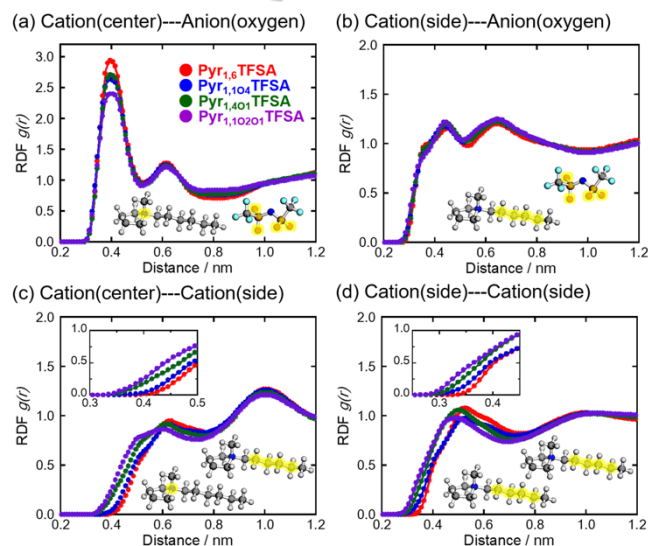 (a) Cation(center)---Anion(oxygen)
RDF g(r)
3.0
2.5
2.0
1.5
1.0
0.5
0.0
Pyr1,6TFSA
Pyr1,1O4TFSA
Pyr1,4O1TFSA
Pyr1,1O2O1TFSA
0.2 0.4 0.6 0.8 1.0 1.2
Distance / nm
(b) Cation(side)---Anion(oxygen)
RDF g(r)
2.0
1.5
1.0
0.5
0.0
0.2 0.4 0.6 0.8 1.0 1.2
Distance / nm
(c) Cation(center)---Cation(side)
RDF g(r)
2.0
1.5
1.0
0.5
0.0
1.0
0.5
0.0
0.3 0.4 0.5
0.2 0.4 0.6 0.8 1.0 1.2
Distance / nm
(d) Cation(side)---Cation(side)
RDF g(r)
2.0
1.5
1.0
0.5
0.0
1.0
0.5
0.0
0.3 0.4
0.2 0.4 0.6 0.8 1.0 1.2
Distance / nm